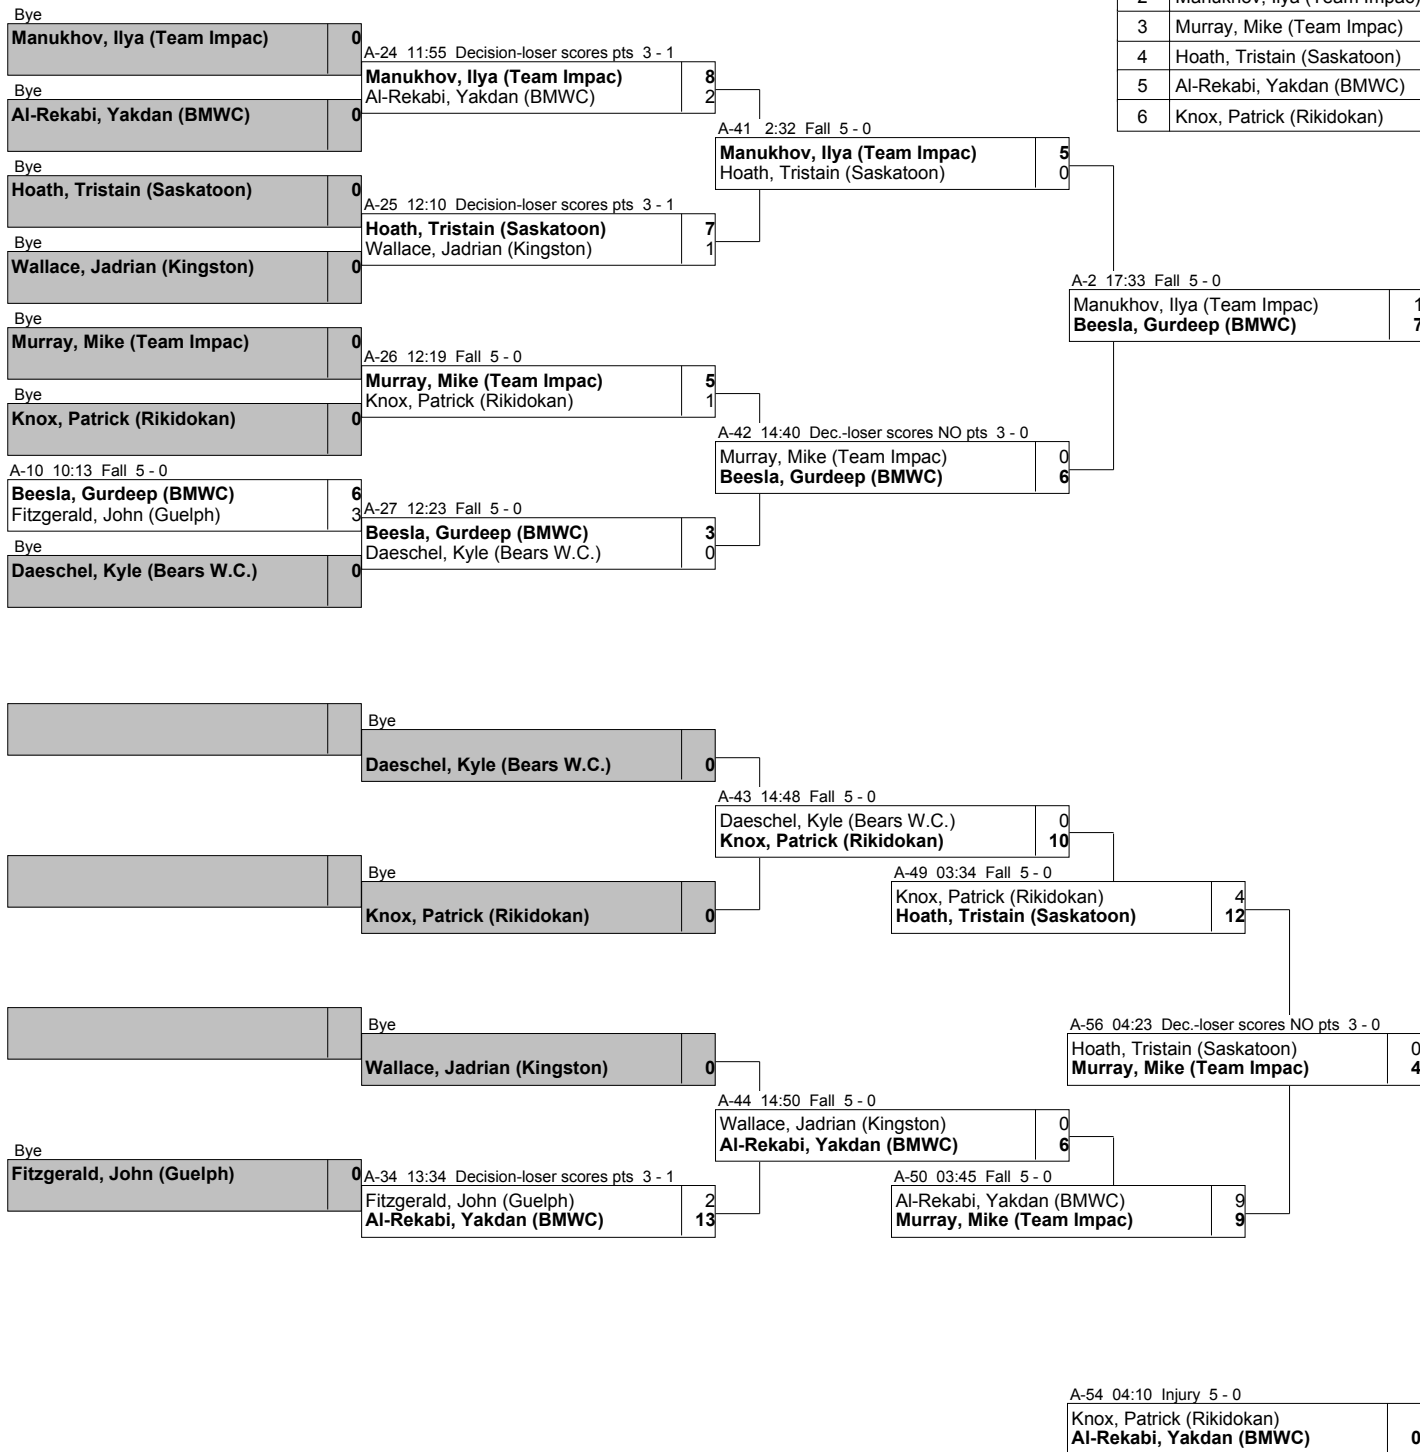 2 Manukhov, Ilya (Team Impac)
3 Murray, Mike (Team Impac)
4 Hoath, Tristain (Saskatoon)
5 Al-Rekabi, Yakdan (BMWC)
6 Knox, Patrick (Rikidokan)
Bye
Manukhov, Ilya (Team Impac) 0
Bye
Al-Rekabi, Yakdan (BMWC) 0
Bye
Hoath, Tristain (Saskatoon) 0
Bye
Wallace, Jadrian (Kingston) 0
Bye
Murray, Mike (Team Impac) 0
Bye
Knox, Patrick (Rikidokan) 0
A-10 10:13 Fall 5 - 0
Beesla, Gurdeep (BMWC) 6
Fitzgerald, John (Guelph) 3
Bye
Daeschel, Kyle (Bears W.C.) 0
A-24 11:55 Decision-loser scores pts 3 - 1
Manukhov, Ilya (Team Impac) 8
Al-Rekabi, Yakdan (BMWC) 2
A-25 12:10 Decision-loser scores pts 3 - 1
Hoath, Tristain (Saskatoon) 7
Wallace, Jadrian (Kingston) 1
A-26 12:19 Fall 5 - 0
Murray, Mike (Team Impac) 5
Knox, Patrick (Rikidokan) 1
A-27 12:23 Fall 5 - 0
Beesla, Gurdeep (BMWC) 3
Daeschel, Kyle (Bears W.C.) 0
A-41 2:32 Fall 5 - 0
Manukhov, Ilya (Team Impac) 5
Hoath, Tristain (Saskatoon) 0
A-42 14:40 Dec.-loser scores NO pts 3 - 0
Murray, Mike (Team Impac) 0
Beesla, Gurdeep (BMWC) 6
A-2 17:33 Fall 5 - 0
Manukhov, Ilya (Team Impac) 1
Beesla, Gurdeep (BMWC) 7
Bye
Daeschel, Kyle (Bears W.C.) 0
Bye
Knox, Patrick (Rikidokan) 0
Bye
Wallace, Jadrian (Kingston) 0
Bye
Fitzgerald, John (Guelph) 0
A-34 13:34 Decision-loser scores pts 3 - 1
Fitzgerald, John (Guelph) 2
Al-Rekabi, Yakdan (BMWC) 13
A-43 14:48 Fall 5 - 0
Daeschel, Kyle (Bears W.C.) 0
Knox, Patrick (Rikidokan) 10
A-44 14:50 Fall 5 - 0
Wallace, Jadrian (Kingston) 0
Al-Rekabi, Yakdan (BMWC) 6
A-49 03:34 Fall 5 - 0
Knox, Patrick (Rikidokan) 4
Hoath, Tristain (Saskatoon) 12
A-50 03:45 Fall 5 - 0
Al-Rekabi, Yakdan (BMWC) 9
Murray, Mike (Team Impac) 9
A-56 04:23 Dec.-loser scores NO pts 3 - 0
Hoath, Tristain (Saskatoon) 0
Murray, Mike (Team Impac) 4
A-54 04:10 Injury 5 - 0
Knox, Patrick (Rikidokan)
Al-Rekabi, Yakdan (BMWC) 0